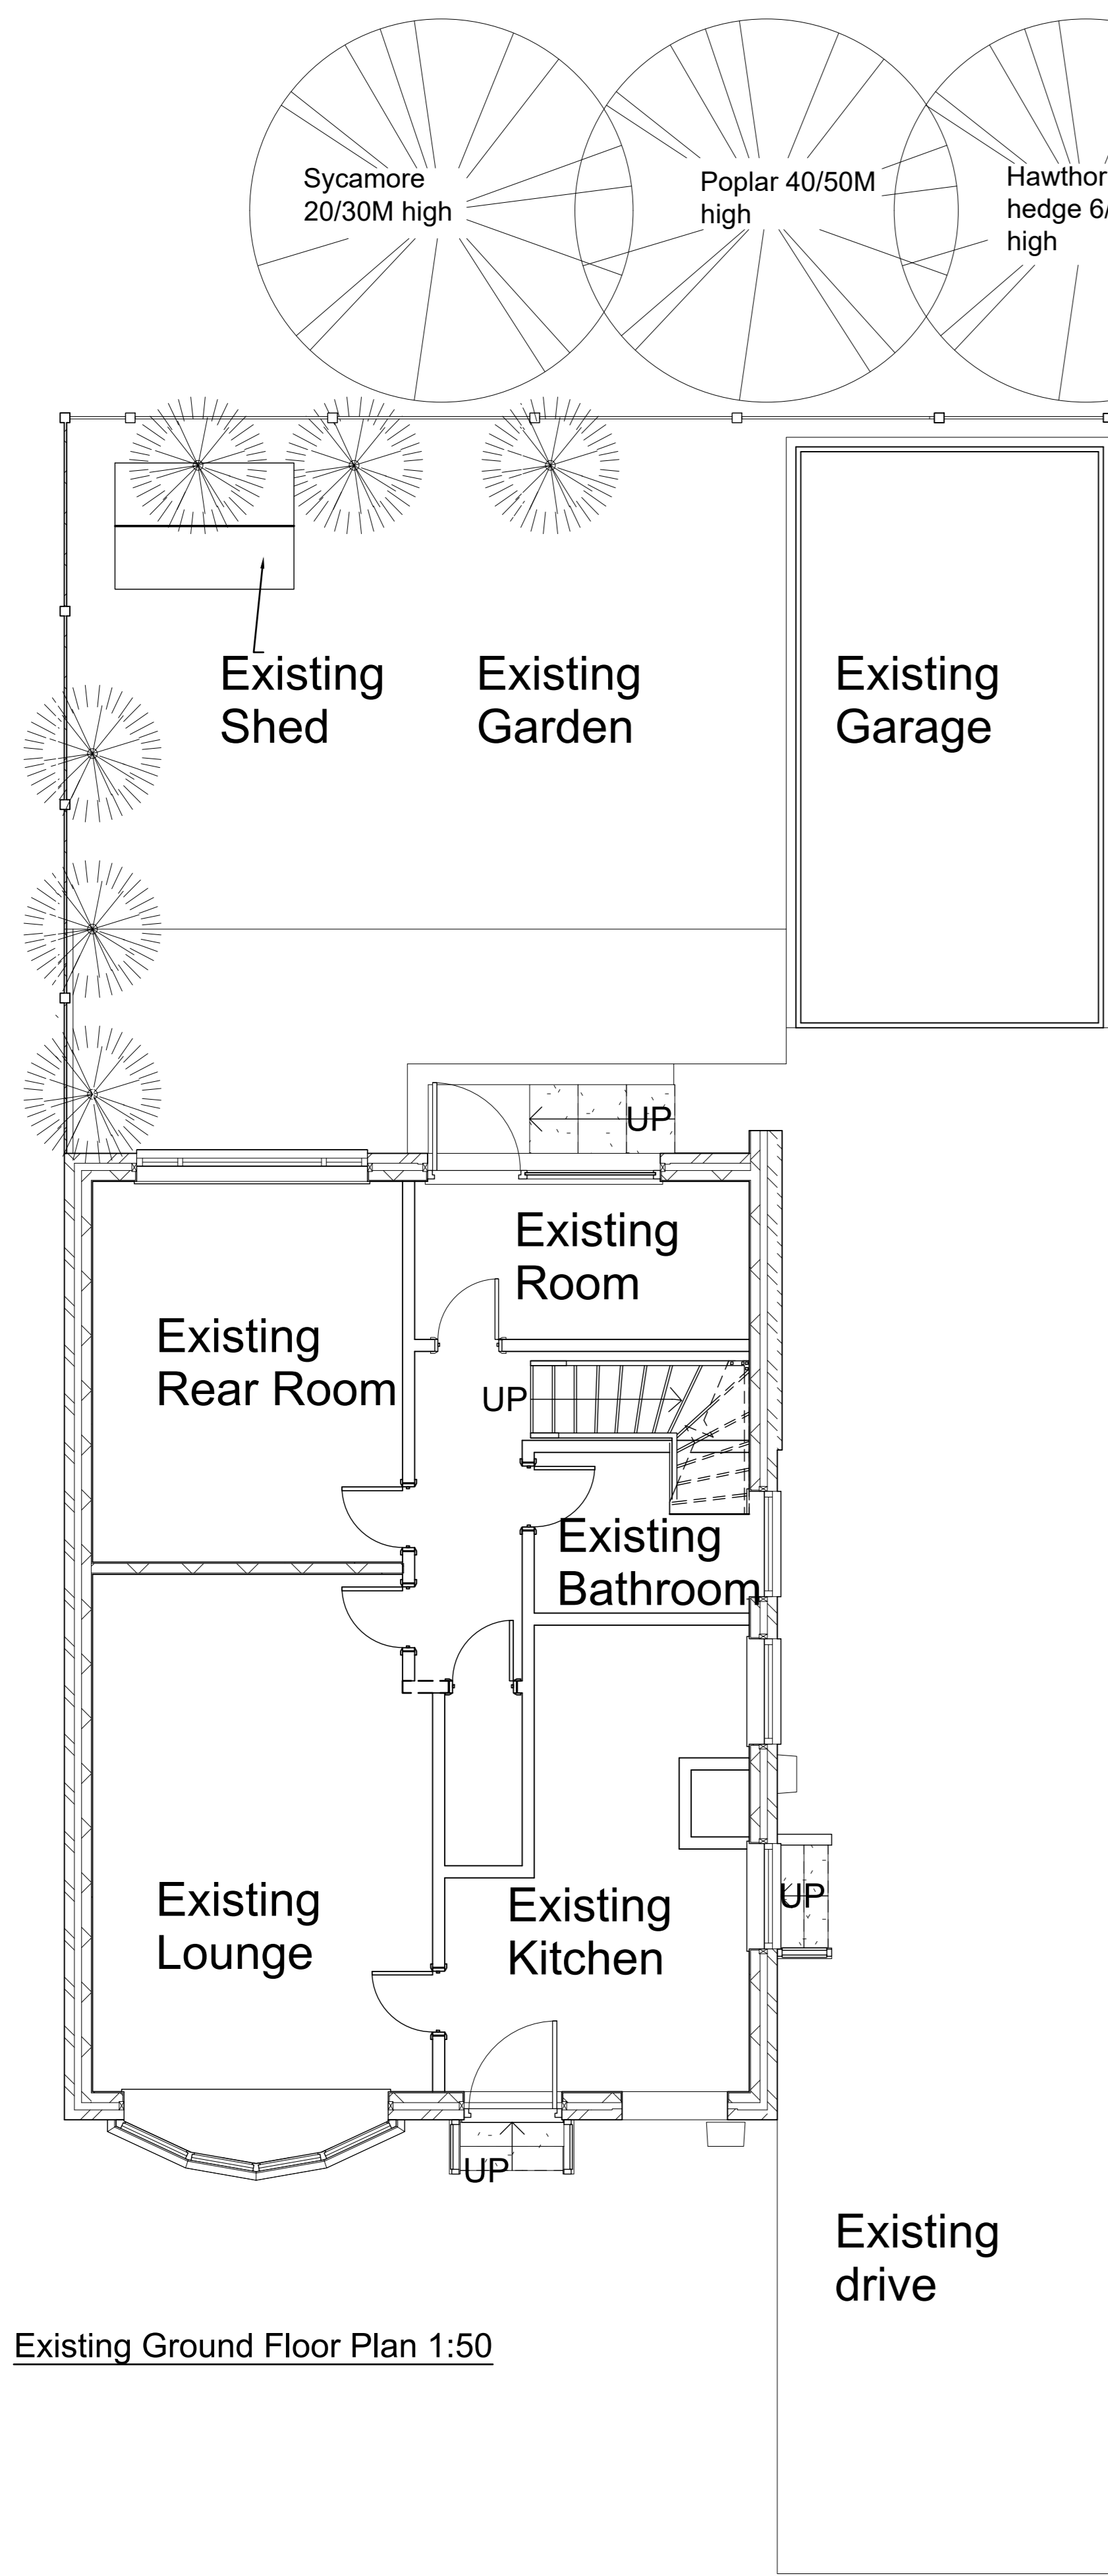 Sycamore
20/30M high
Poplar 40/50M
high
Hawthor
hedge 6/
high
Existing
Shed
Existing
Garden
Existing
Garage
UP
Existing
Room
Existing
Rear Room
UP
Existing
Bathroom
Existing
Lounge
Existing
Kitchen
UP
UP
Existing
drive
Existing Ground Floor Plan 1:50